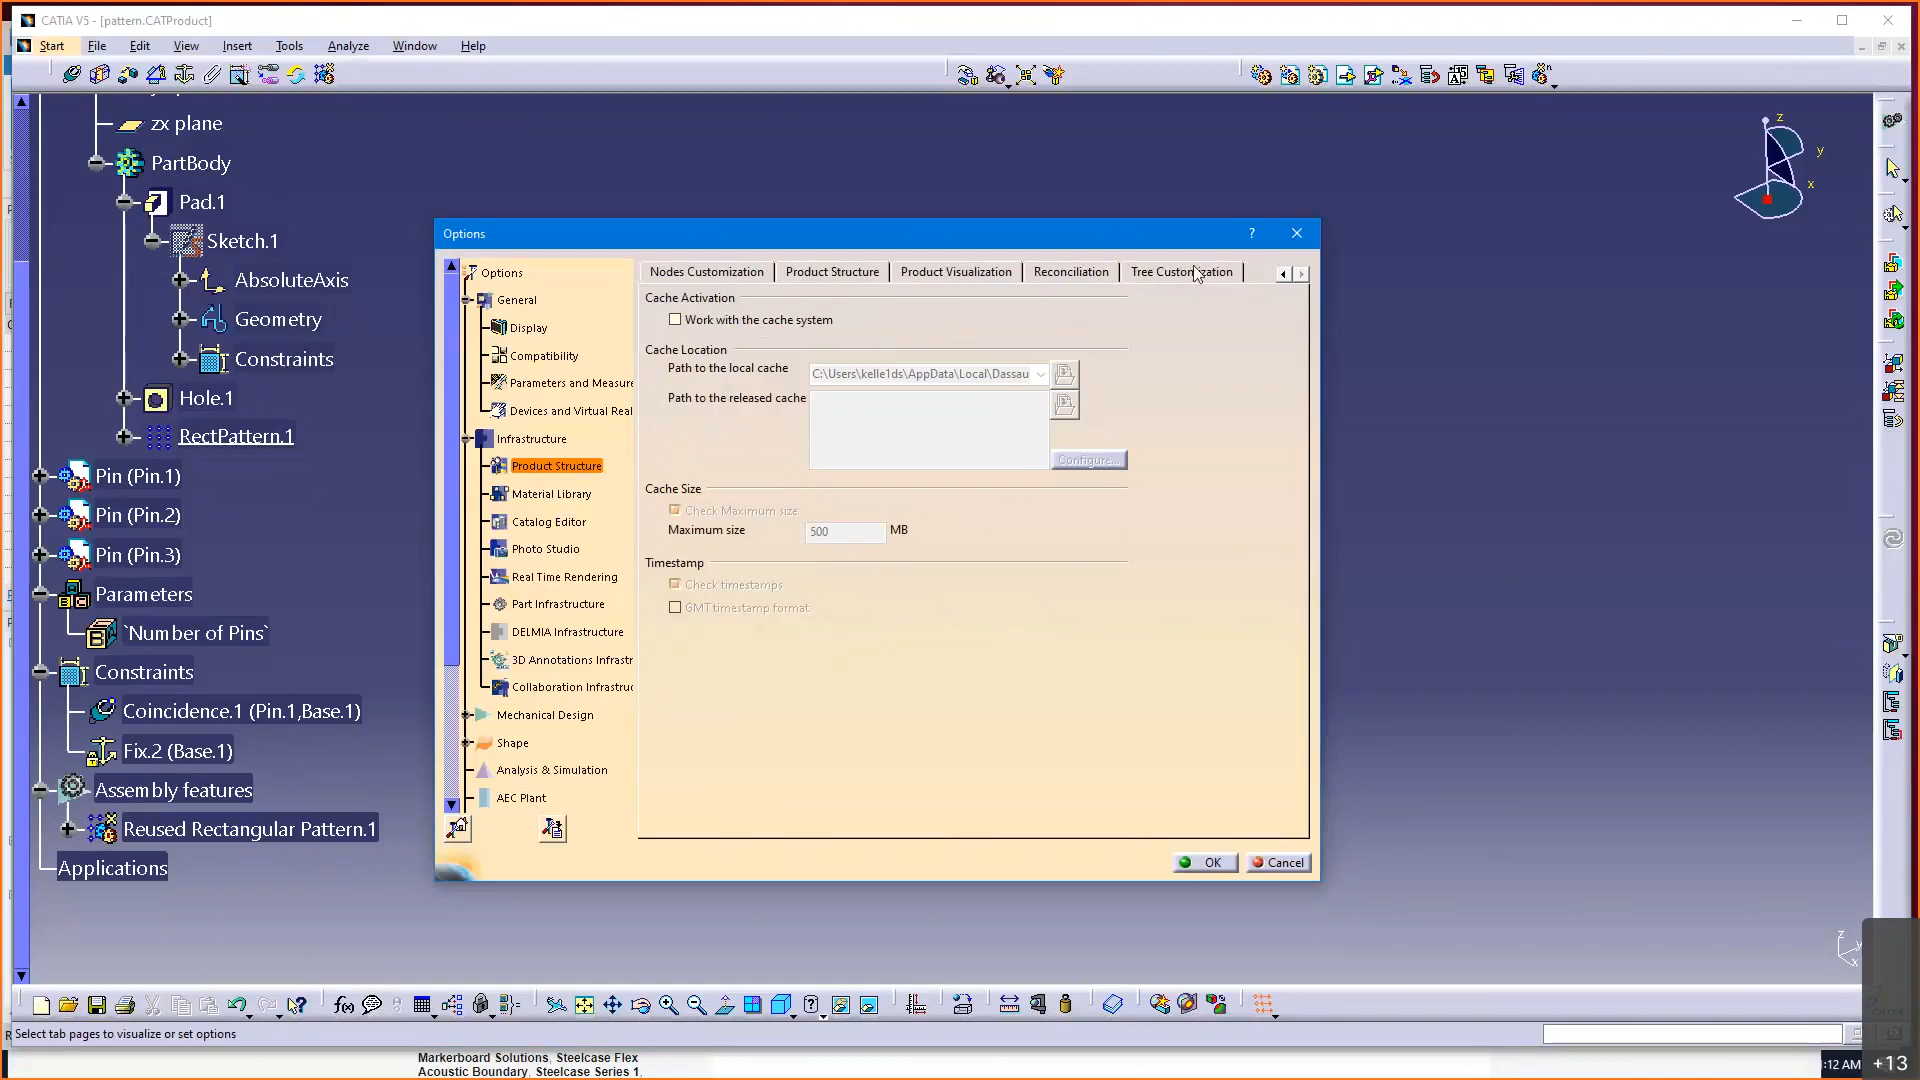 CATIA V5 - [pattern.CATProduct]
Start File Edit View Insert Tools Analyze Window Help
zx plane
PartBody
Pad.1
Sketch.1
AbsoluteAxis
Geometry
Constraints
Hole.1
RectPattern.1
Pin (Pin.1)
Pin (Pin.2)
Pin (Pin.3)
Parameters
`Number of Pins`
Constraints
Coincidence.1 (Pin.1,Base.1)
Fix.2 (Base.1)
Assembly features
Reused Rectangular Pattern.1
Applications
Options
?
Options
General
Display
Compatibility
Parameters and Measure
Devices and Virtual Real
Infrastructure
Product Structure
Material Library
Catalog Editor
Photo Studio
Real Time Rendering
Part Infrastructure
DELMIA Infrastructure
3D Annotations Infrastr
Collaboration Infrastruc
Mechanical Design
Shape
Analysis & Simulation
AEC Plant
Nodes Customization Product Structure Product Visualization Reconciliation Tree Customization
Cache Activation
Work with the cache system
Cache Location
Path to the local cache C:\Users\kelle1ds\AppData\Local\Dassau
Path to the released cache
Configure...
Cache Size
Check Maximum size
Maximum size 500 MB
Timestamp
Check timestamps
GMT timestamp format
OK Cancel
z
y
x
z
y
x
Select tab pages to visualize or set options
Markerboard Solutions, Steelcase Flex
Acoustic Boundary, Steelcase Series 1,
:12 AM
+13